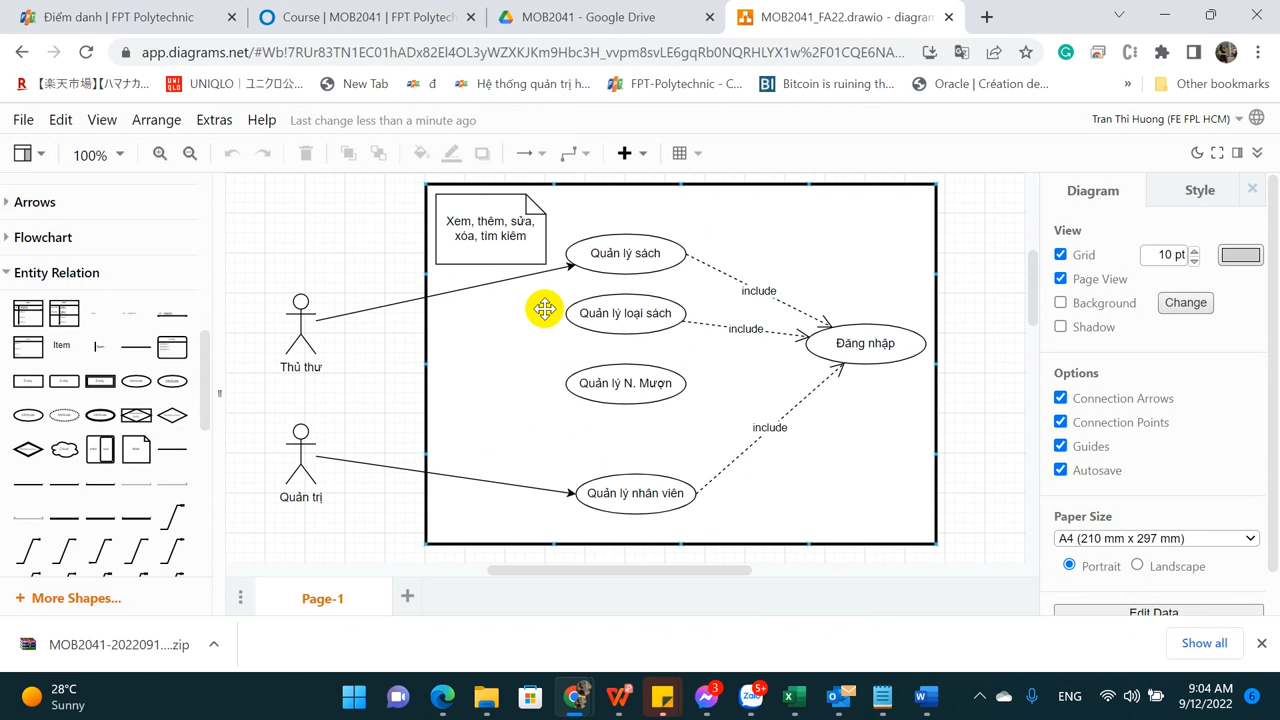 Điểm danh | FPT Polytechnic
Course | MOB2041 | FPT Polytech
MOB2041 - Google Drive
MOB2041_FA22.drawio - diagram
app.diagrams.net/#Wb!7RUr83TN1EC01hADx82El4OL3yWZXKJKm9Hbc3H_vvpm8svLE6gqRb0NQRHLYX1w%2F01CQE6NA...
【楽天市場】【ハマナカ...
UNIQLO | ユニクロ公...
New Tab
đ
Hệ thống quản trị h...
FPT-Polytechnic - C...
Bitcoin is ruining th...
Oracle | Création de...
»
Other bookmarks
File
Edit
View
Arrange
Extras
Help
Last change less than a minute ago
Tran Thi Huong (FE FPL HCM)
100%
Arrows
Flowchart
Entity Relation
Item
More Shapes...
Xem, thêm, sửa,
xóa, tìm kiếm
Quản lý sách
include
Quản lý loại sách
include
Đăng nhập
Thủ thư
Quản lý N. Mượn
include
Quản lý nhân viên
Quản trị
Page-1
Diagram
Style
View
Grid
10 pt
Page View
Background
Change
Shadow
Options
Connection Arrows
Connection Points
Guides
Autosave
Paper Size
A4 (210 mm x 297 mm)
Portrait
Landscape
Edit Data
MOB2041-2022091....zip
Show all
28°C
Sunny
3
5+
ENG
9:04 AM
9/12/2022
6